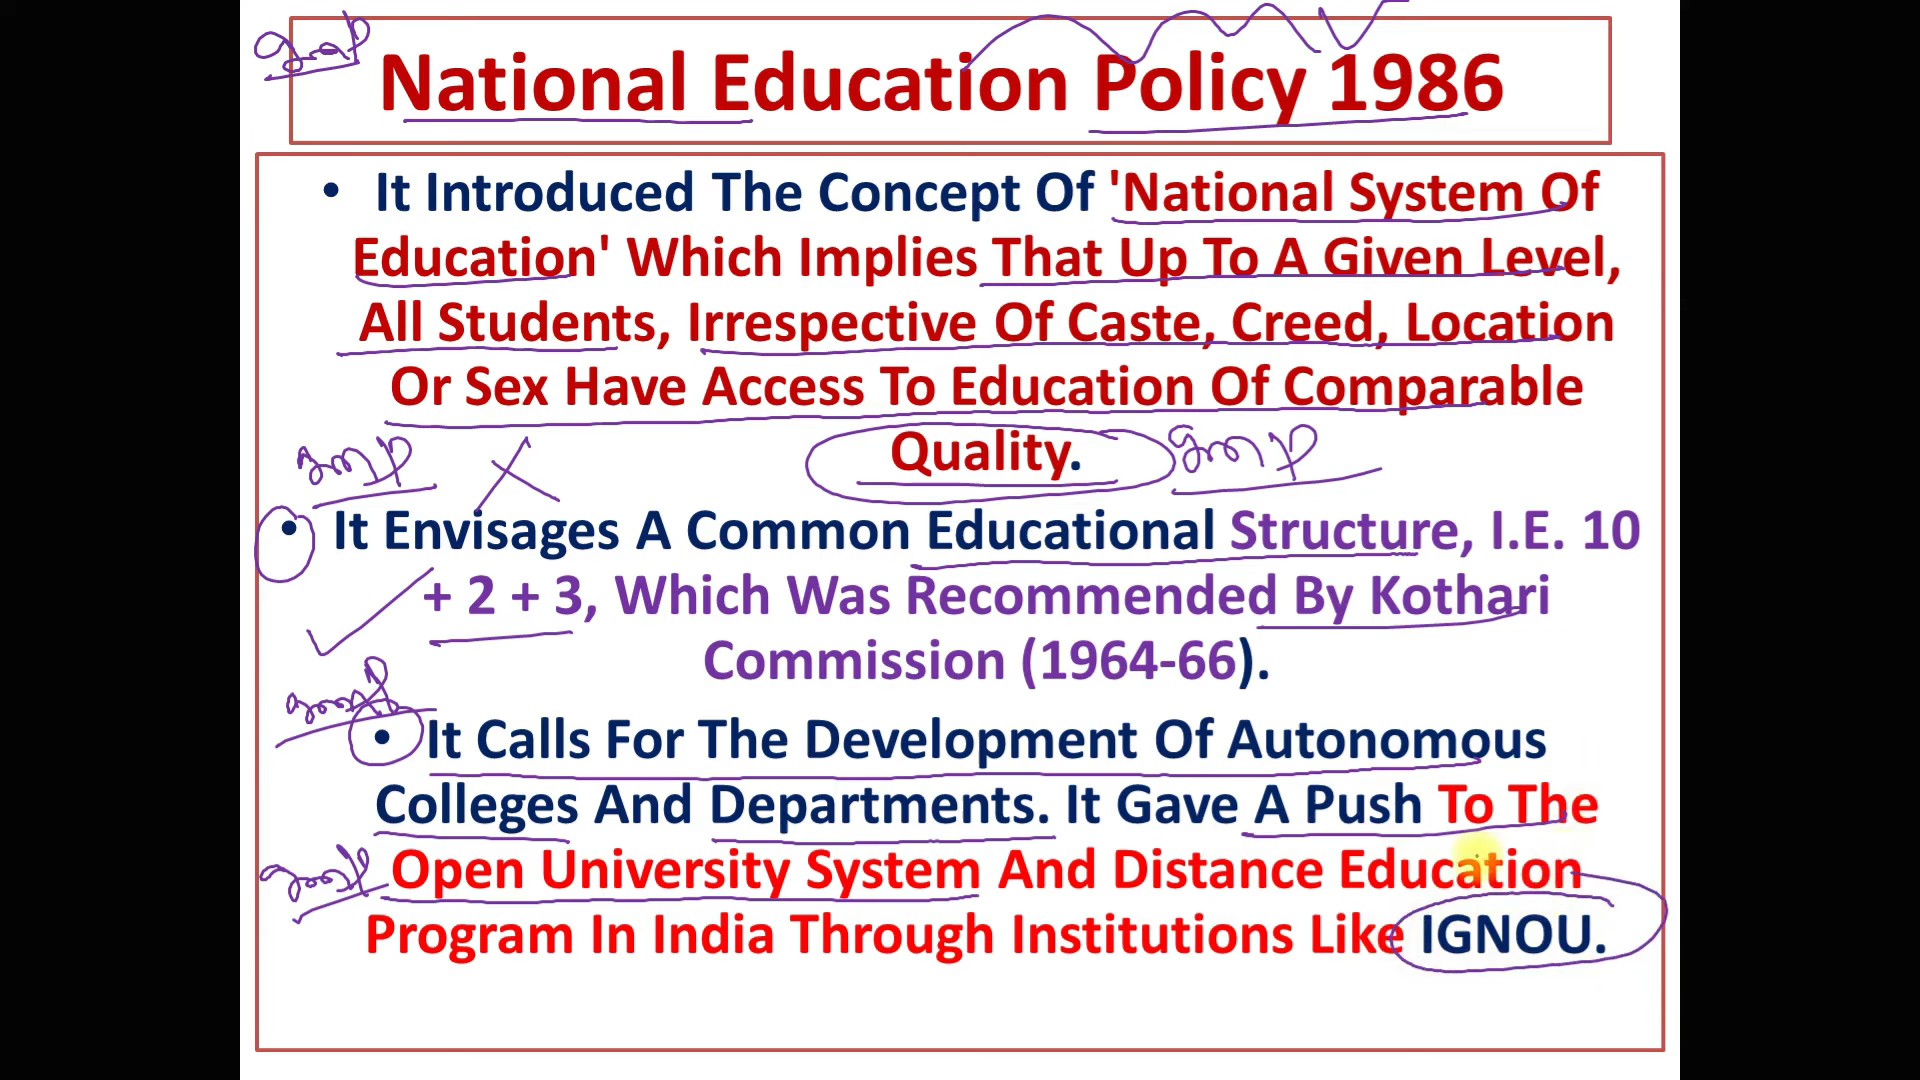 National Education Policy 1986
• It Introduced The Concept Of 'National System Of
Education' Which Implies That Up To A Given Level,
All Students, Irrespective Of Caste, Creed, Location
Or Sex Have Access To Education Of Comparable
Quality.
Imp
Imp
• It Envisages A Common Educational Structure, I.E. 10
+ 2 + 3, Which Was Recommended By Kothari
Commission (1964-66).
• It Calls For The Development Of Autonomous
Colleges And Departments. It Gave A Push To The
Open University System And Distance Education
Program In India Through Institutions Like IGNOU.